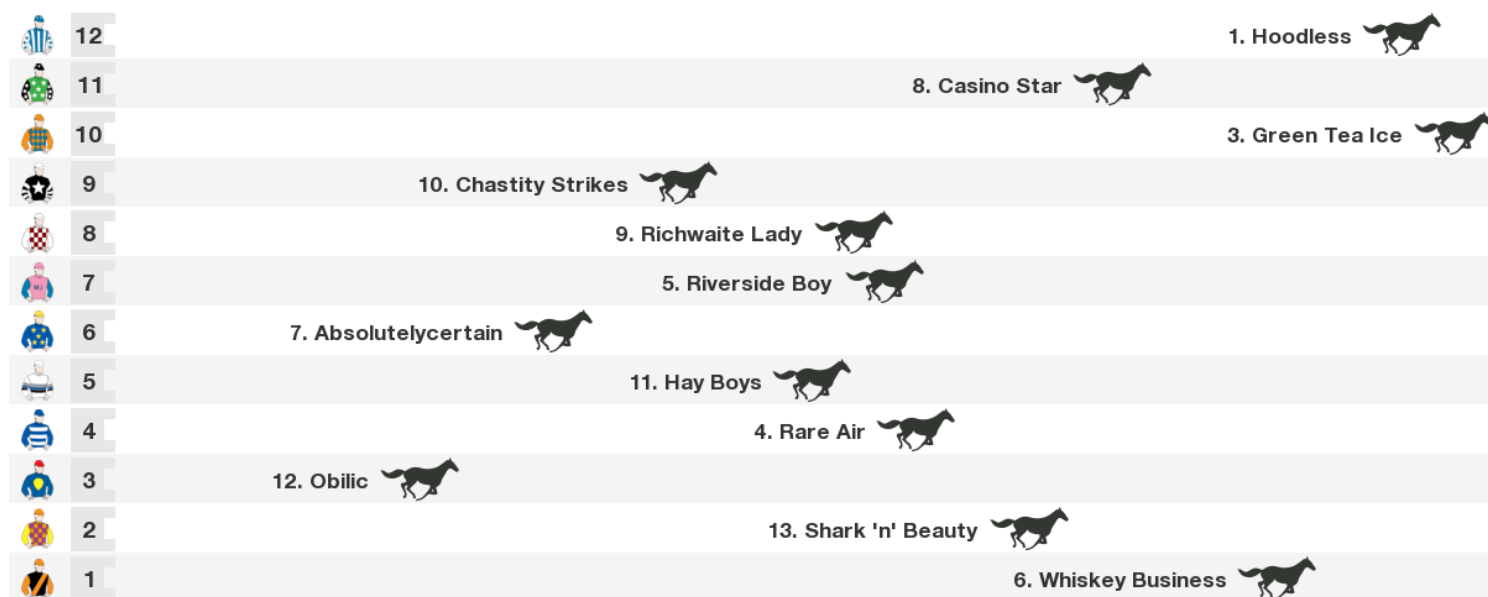 12 1. Hoodless
11 8. Casino Star
10 3. Green Tea Ice
9 10. Chastity Strikes
8 9. Richwaite Lady
MJ 7 5. Riverside Boy
6 7. Absolutelycertain
5 11. Hay Boys
4 4. Rare Air
3 12. Obilic
2 13. Shark 'n' Beauty
1 6. Whiskey Business